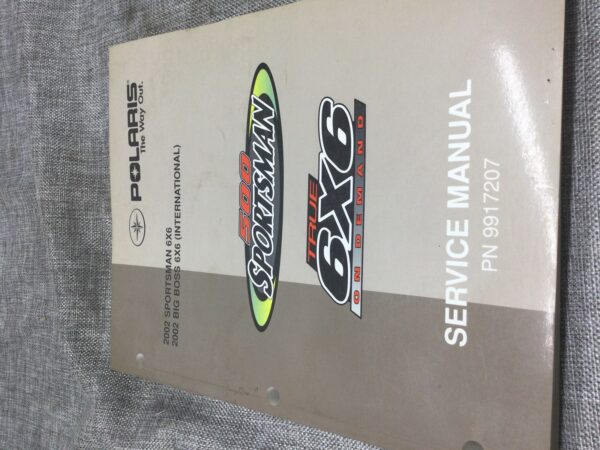 POLARIS
The Way Out.
2002 SPORTSMAN 6X6
2002 BIG BOSS 6X6 (INTERNATIONAL)
500
SPORTSMAN
TRUE
6X6
ON DEMAND
SERVICE MANUAL
PN 9917207